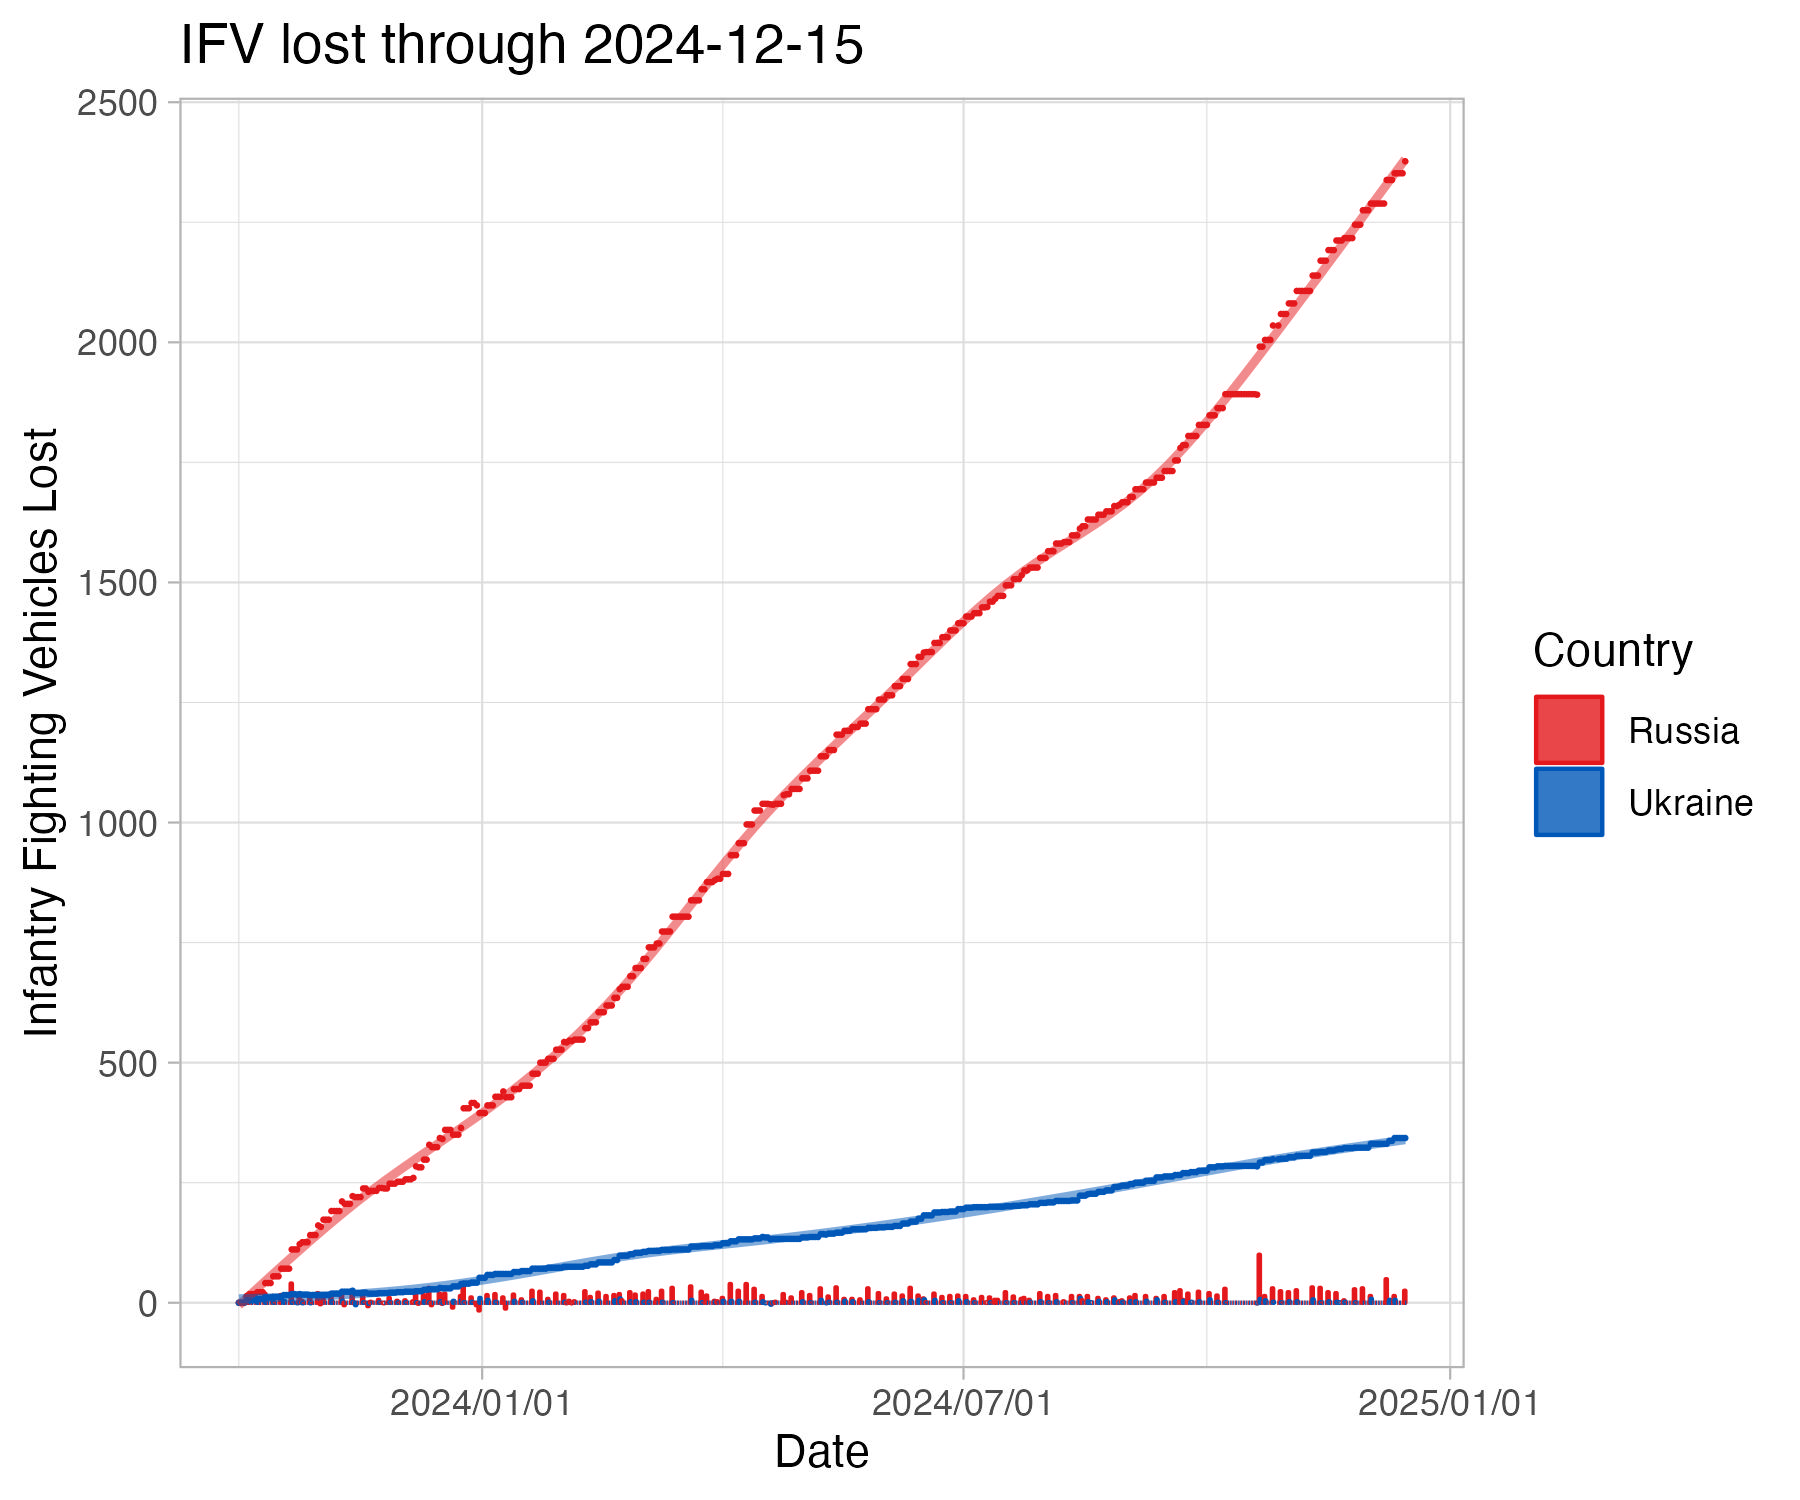 IFV lost through 2024-12-15
2500
2000
1500
1000
500
0
Infantry Fighting Vehicles Lost
2024/01/01
2024/07/01
2025/01/01
Date
Country
Russia
Ukraine